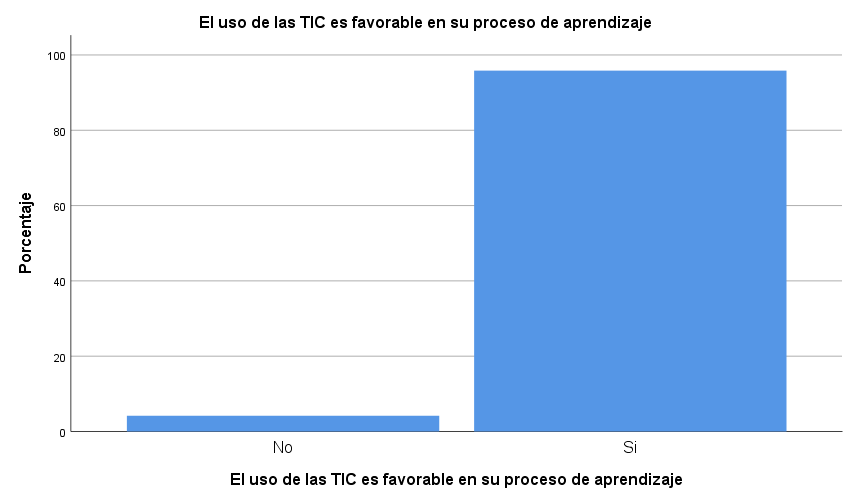 El uso de las TIC es favorable en su proceso de aprendizaje
Porcentaje
100
80
60
40
20
0
No
Si
El uso de las TIC es favorable en su proceso de aprendizaje